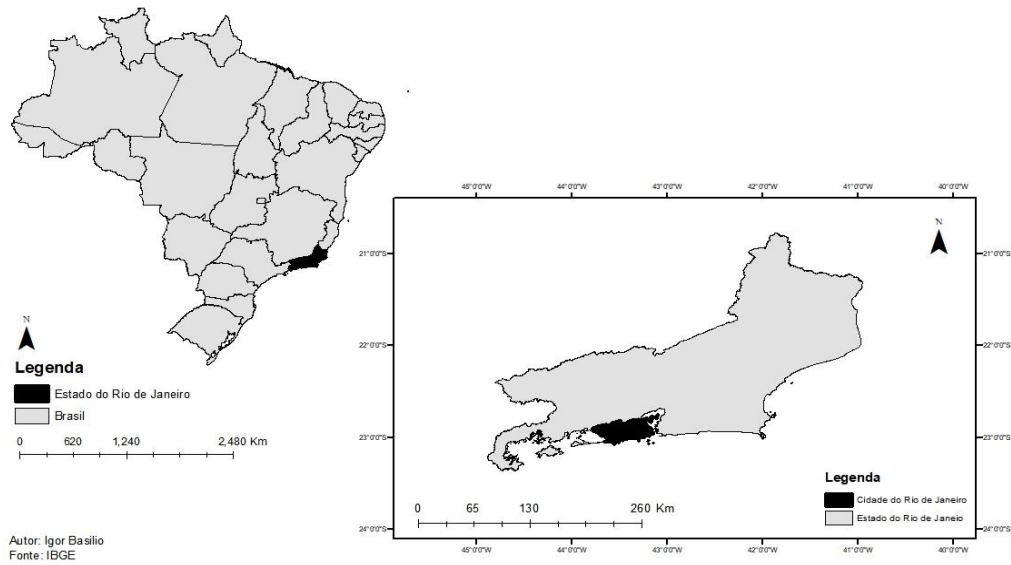 N
Legenda
Estado do Rio de Janeiro
Brasil
0 620 1,240 2,480 Km
Autor: Igor Basilio
Fonte: IBGE
45°0'0"W 44°0'0"W 43°0'0"W 42°0'0"W 41°0'0"W 40°0'0"W
N
21°0'0"S 21°0'0"S
22°0'0"S 22°0'0"S
23°0'0"S 23°0'0"S
Legenda
Cidade do Rio de Janeiro
Estado do Rio de Janeio
0 65 130 260 Km
24°0'0"S 24°0'0"S
45°0'0"W 44°0'0"W 43°0'0"W 42°0'0"W 41°0'0"W 40°0'0"W